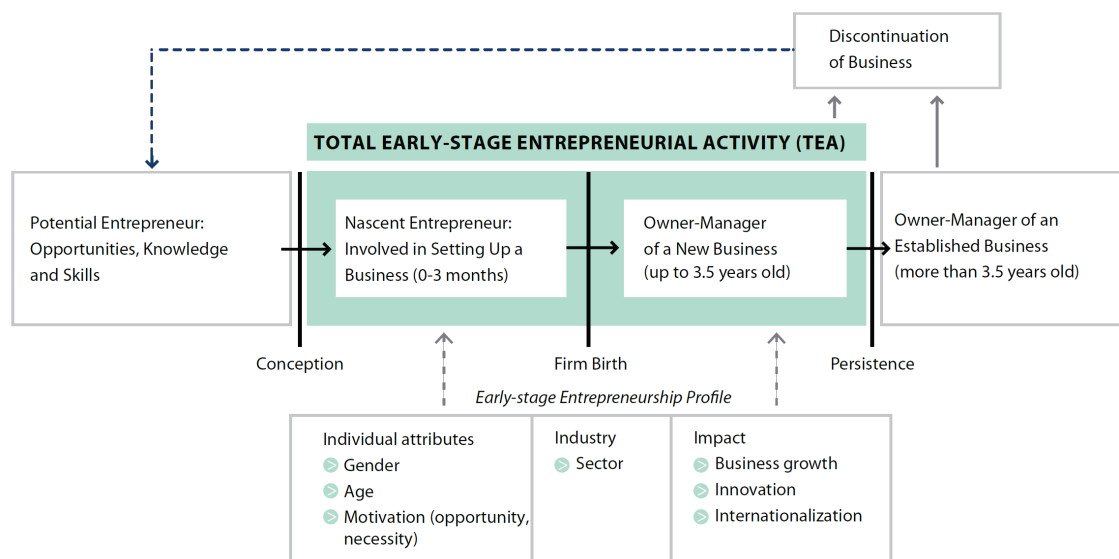 Discontinuation
of Business
TOTAL EARLY-STAGE ENTREPRENEURIAL ACTIVITY (TEA)
Potential Entrepreneur:
Opportunities, Knowledge
and Skills
Nascent Entrepreneur:
Involved in Setting Up a
Business (0-3 months)
Owner-Manager
of a New Business
(up to 3.5 years old)
Owner-Manager of an
Established Business
(more than 3.5 years old)
Conception
Firm Birth
Persistence
Early-stage Entrepreneurship Profile
Individual attributes
Gender
Age
Motivation (opportunity,
necessity)
Industry
Sector
Impact
Business growth
Innovation
Internationalization